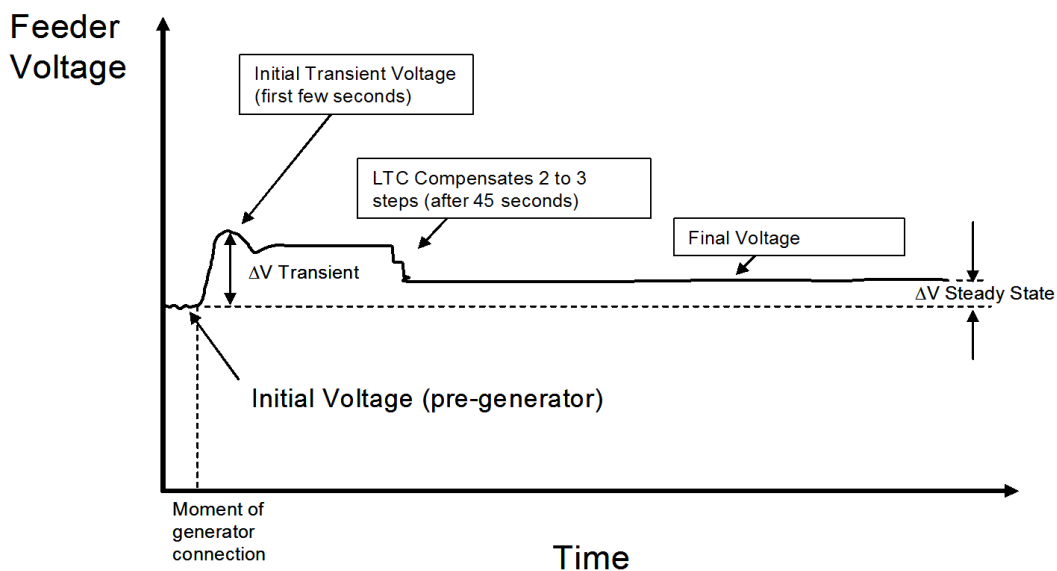 Feeder
Voltage
Initial Transient Voltage
(first few seconds)
LTC Compensates 2 to 3
steps (after 45 seconds)
Final Voltage
ΔV Transient
ΔV Steady State
Initial Voltage (pre-generator)
Moment of
generator
connection
Time